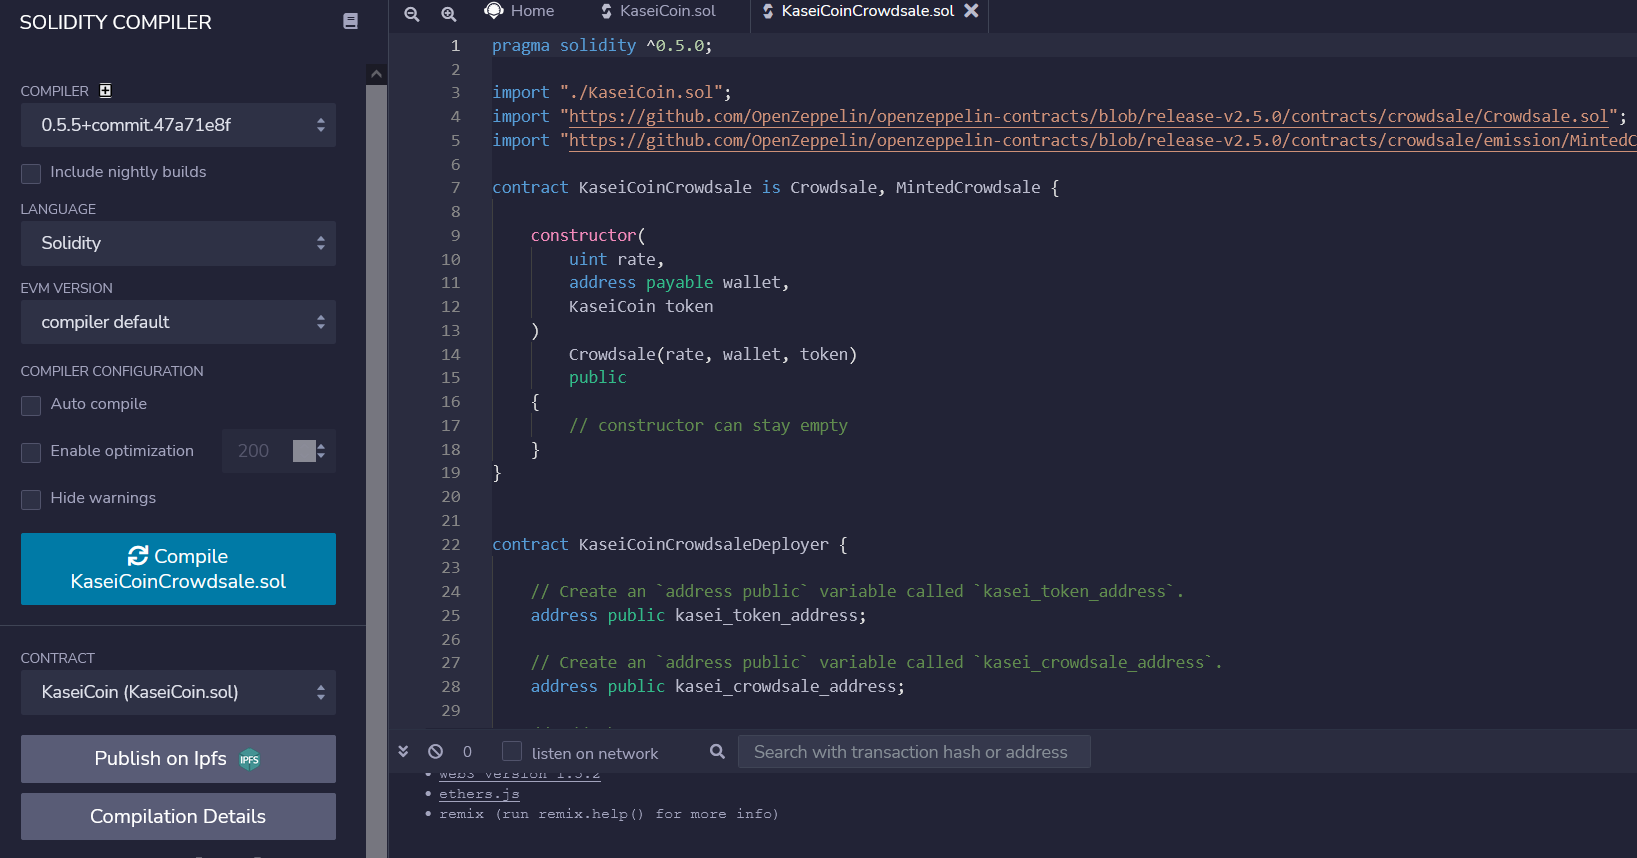 SOLIDITY COMPILER
COMPILER
0.5.5+commit.47a71e8f
Include nightly builds
LANGUAGE
Solidity
EVM VERSION
compiler default
COMPILER CONFIGURATION
Auto compile
Enable optimization 200
Hide warnings
Compile
KaseiCoinCrowdsale.sol
CONTRACT
KaseiCoin (KaseiCoin.sol)
Publish on Ipfs IPFS
Compilation Details
Home KaseiCoin.sol KaseiCoinCrowdsale.sol
1 pragma solidity ^0.5.0;
2
3 import "./KaseiCoin.sol";
4 import "https://github.com/OpenZeppelin/openzeppelin-contracts/blob/release-v2.5.0/contracts/crowdsale/Crowdsale.sol";
5 import "https://github.com/OpenZeppelin/openzeppelin-contracts/blob/release-v2.5.0/contracts/crowdsale/emission/MintedC
6
7 contract KaseiCoinCrowdsale is Crowdsale, MintedCrowdsale {
8
9 constructor(
10 uint rate,
11 address payable wallet,
12 KaseiCoin token
13 )
14 Crowdsale(rate, wallet, token)
15 public
16 {
17 // constructor can stay empty
18 }
19 }
20
21
22 contract KaseiCoinCrowdsaleDeployer {
23
24 // Create an `address public` variable called `kasei_token_address`.
25 address public kasei_token_address;
26
27 // Create an `address public` variable called `kasei_crowdsale_address`.
28 address public kasei_crowdsale_address;
29
0 listen on network Search with transaction hash or address
• web3 version 1.5.2
• ethers.js
• remix (run remix.help() for more info)